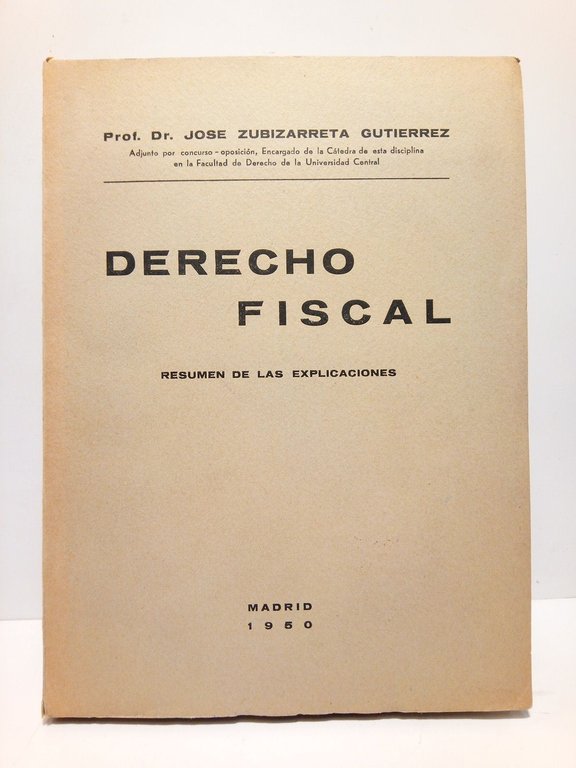 Prof. Dr. JOSE ZUBIZARRETA GUTIERREZ
Adjunto por concurso-oposición, Encargado de la Cátedra de esta disciplina
en la Facultad de Derecho de la Universidad Central
DERECHO
FISCAL
RESUMEN DE LAS EXPLICACIONES
MADRID
1950